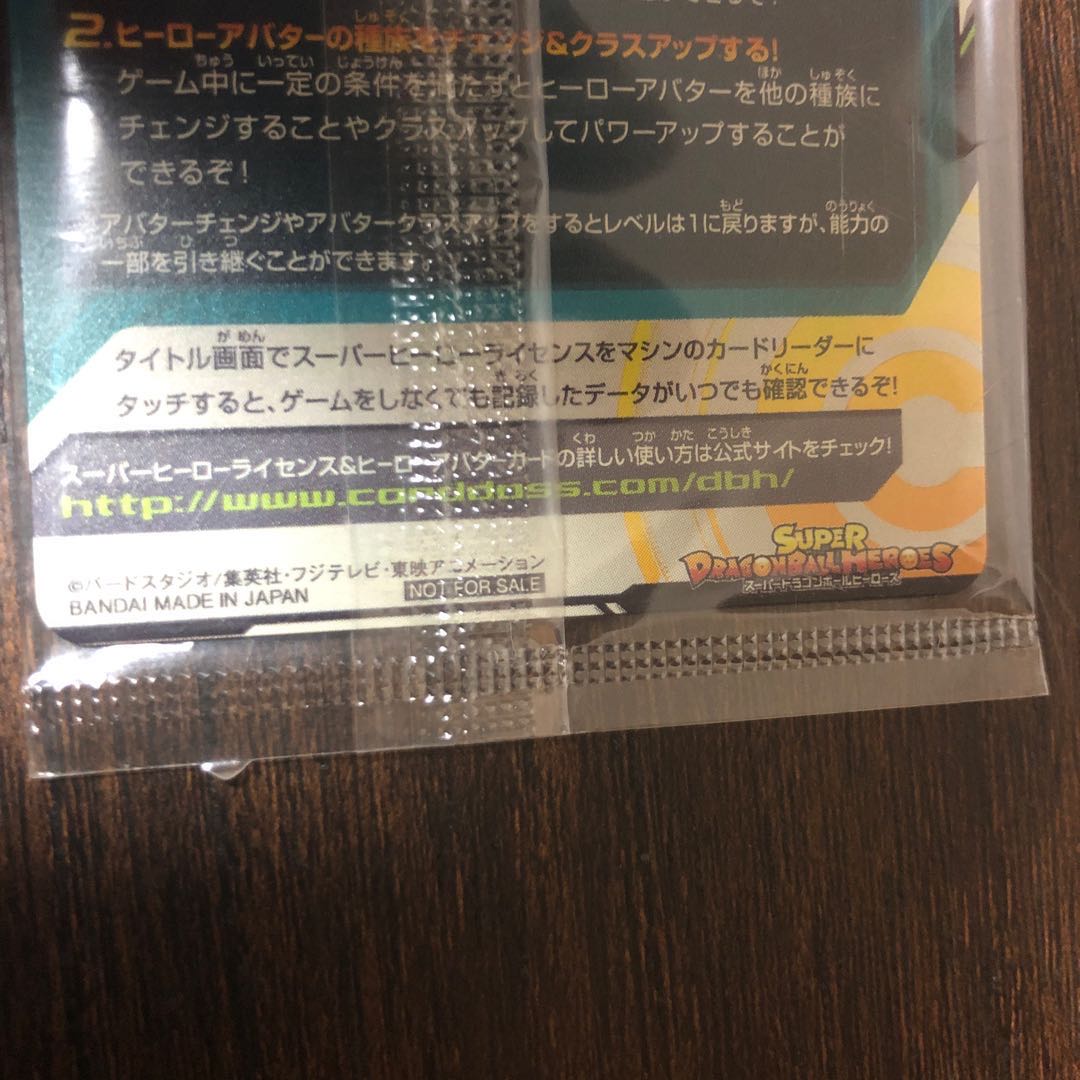 2.ヒーローアバターの種族をチェンジ&クラスアップする!
ゲーム中に一定の条件を満たすとヒーローアバターを他の種族に
チェンジすることやクラスアップしてパワーアップすることが
できるぞ!
アバターチェンジやアバタークラスアップをするとレベルは1に戻りますが、能力の
一部を引き継ぐことができます。
タイトル画面でスーパーヒーローライセンスをマシンのカードリーダーに
タッチすると、ゲームをしなくても記録したデータがいつでも確認できるぞ!
スーパーヒーローライセンス&ヒーローアバターカードの詳しい使い方は公式サイトをチェック!
http://www.carddass.com/dbh/
©バードスタジオ/集英社・フジテレビ・東映アニメーション
BANDAI MADE IN JAPAN
NOT FOR SALE
SUPER
DRAGONBALL HEROES
スーパードラゴンボールヒーローズ